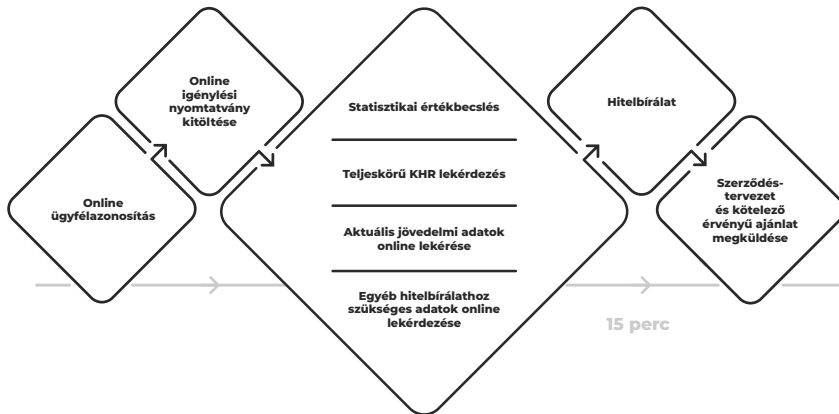 Online
ügyfélazonosítás
Online
igénylési
nyomtatvány
kitöltése
Statisztikai értékbecslés
Teljeskörű KHR lekérdezés
Aktuális jövedelmi adatok
online lekérése
Egyéb hitelbírálathoz
szükséges adatok online
lekérdezése
Hitelbírálat
Szerződés-
tervezet
és kötelező
érvényű ajánlat
megküldése
15 perc